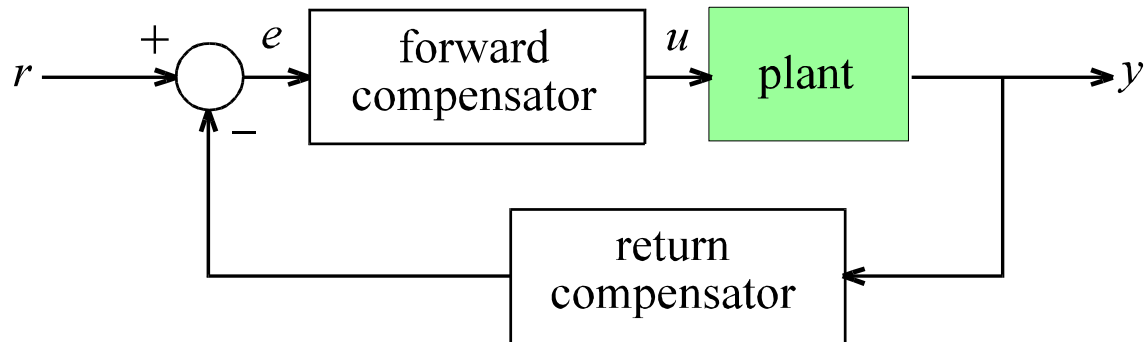 +
e
u
r
forward
compensator
plant
y
−
return
compensator